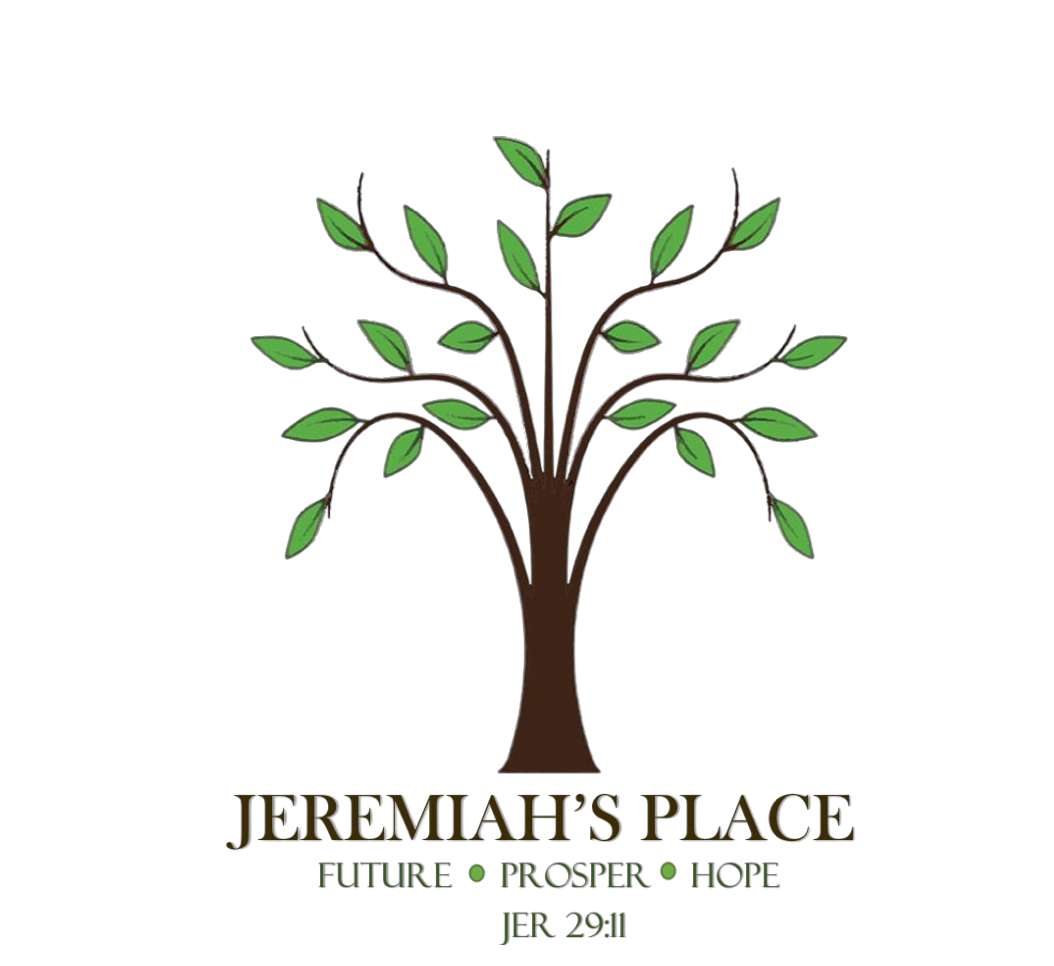 JEREMIAH'S PLACE
FUTURE • PROSPER • HOPE
JER 29:11